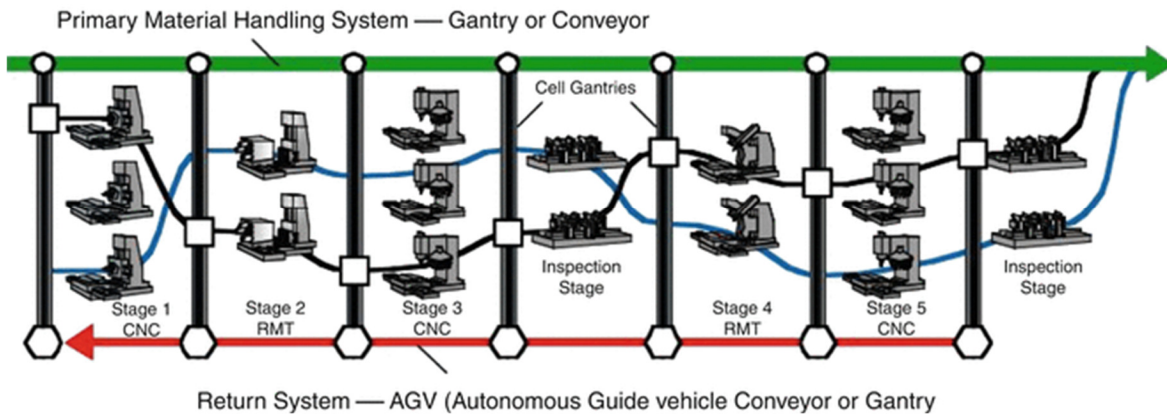 Primary Material Handling System — Gantry or Conveyor
Cell Gantries
Inspection
Stage
Inspection
Stage
Stage 1
CNC
Stage 2
RMT
Stage 3
CNC
Stage 4
RMT
Stage 5
CNC
Return System — AGV (Autonomous Guide vehicle Conveyor or Gantry